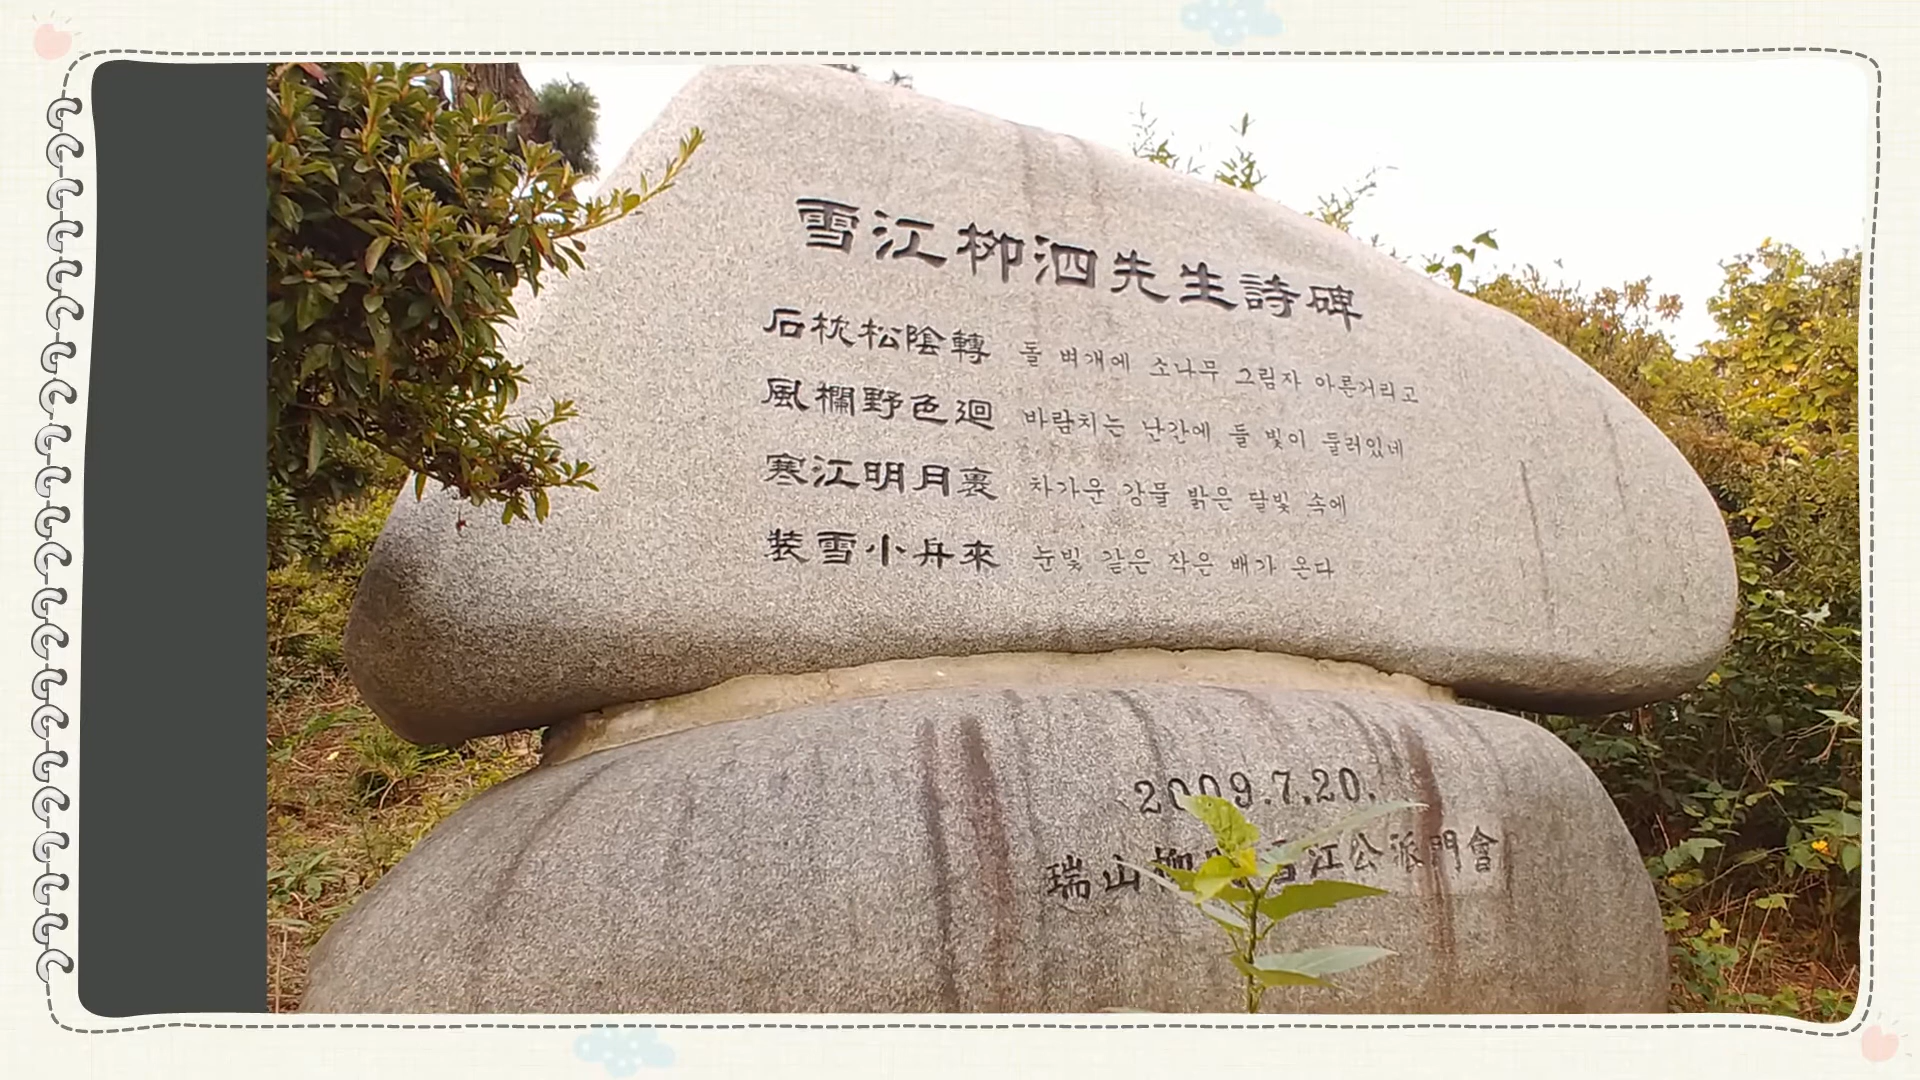 雪江柳泗先生詩碑
石枕松陰轉 돌 벼개에 소나무 그림자 아른거리고
風欄野色迴 바람치는 난간에 들 빛이 둘러있네
寒江明月裏 차가운 강물 밝은 달빛 속에
裝雪小舟來 눈빛 같은 작은 배가 온다
2009.7.20.
瑞山柳 雪江公派門會